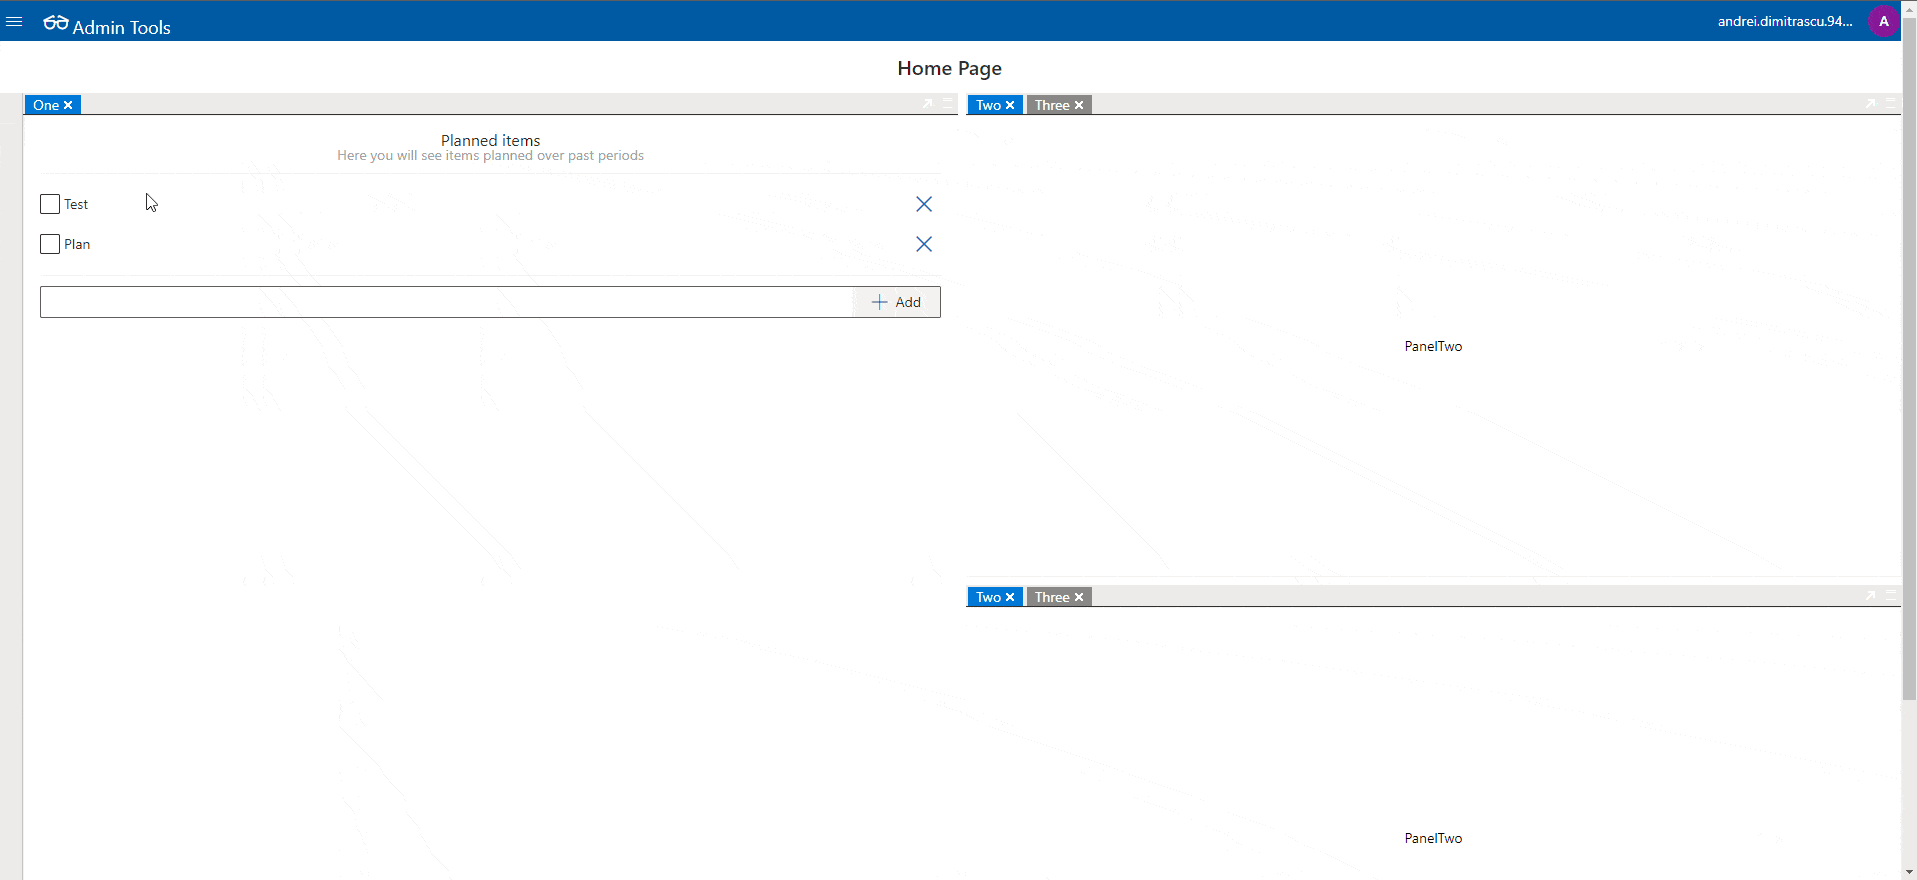 Admin Tools
andrei.dimitrascu.94...
A
Home Page
One
Two Three
Planned items
Here you will see items planned over past periods
Test
Plan
Add
PanelTwo
Two Three
PanelTwo